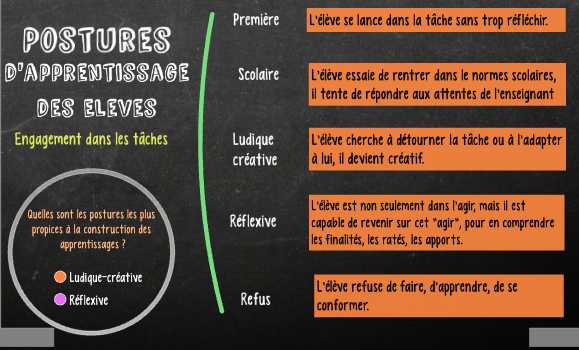 POSTURES
D'APPRENTISSAGE
DES ELEVES
Engagement dans les tâches
Quelles sont les postures les plus
propices à la construction des
apprentissages ?
Ludique-créative
Réflexive
Première
L'élève se lance dans la tâche sans trop réfléchir.
Scolaire
L'élève essaie de rentrer dans le normes scolaires,
il tente de répondre aux attentes de l'enseignant
Ludique
créative
L'élève cherche à détourner la tâche ou à l'adapter
à lui, il devient créatif.
Réflexive
L'élève est non seulement dans l'agir, mais il est
capable de revenir sur cet "agir", pour en comprendre
les finalités, les ratés, les apports.
Refus
L'élève refuse de faire, d'apprendre, de se
conformer.